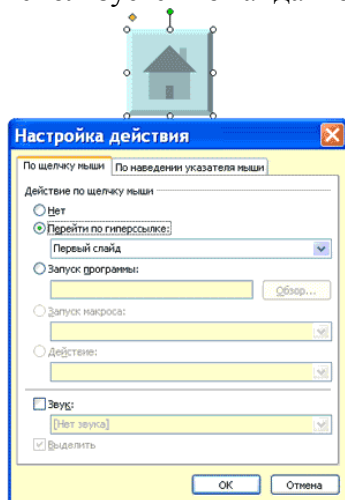 Настройка действия
По щелчку мыши По наведении указателя мыши
Действие по щелчку мыши
Нет
Перейти по гиперссылке:
Первый слайд
Запуск программы:
Обзор...
Запуск макроса:
Действие:
Звук:
[Нет звука]
Выделить
ОК Отмена